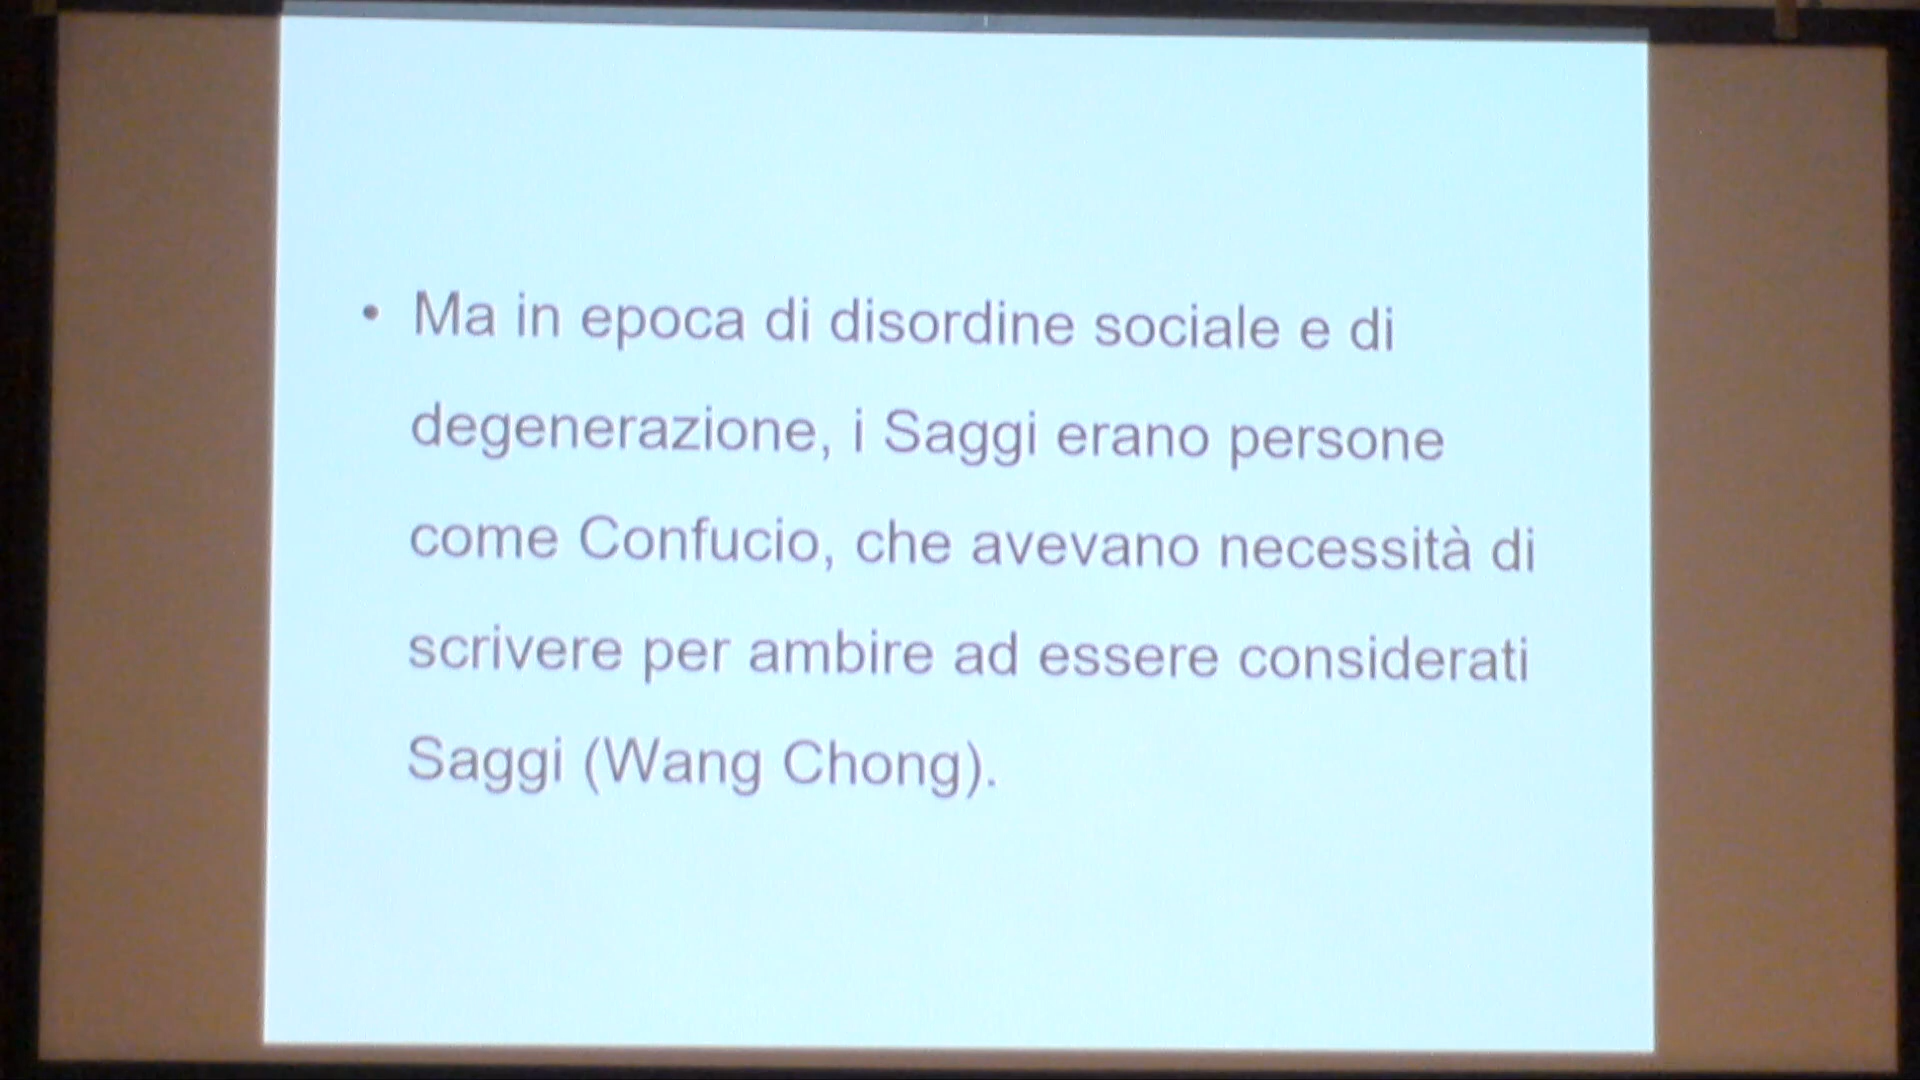 • Ma in epoca di disordine sociale e di
degenerazione, i Saggi erano persone
come Confucio, che avevano necessità di
scrivere per ambire ad essere considerati
Saggi (Wang Chong).